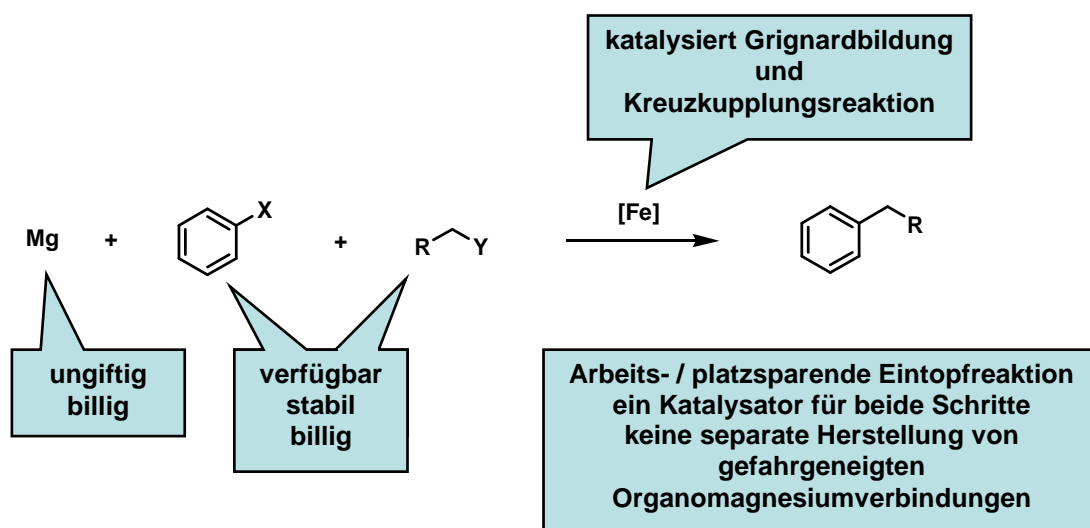 katalysiert Grignardbildung
und
Kreuzkupplungsreaktion
[Fe]
Mg + X + R Y R
ungiftig
billig
verfügbar
stabil
billig
Arbeits- / platzsparende Eintopfreaktion
ein Katalysator für beide Schritte
keine separate Herstellung von
gefahrgeneigten
Organomagnesiumverbindungen